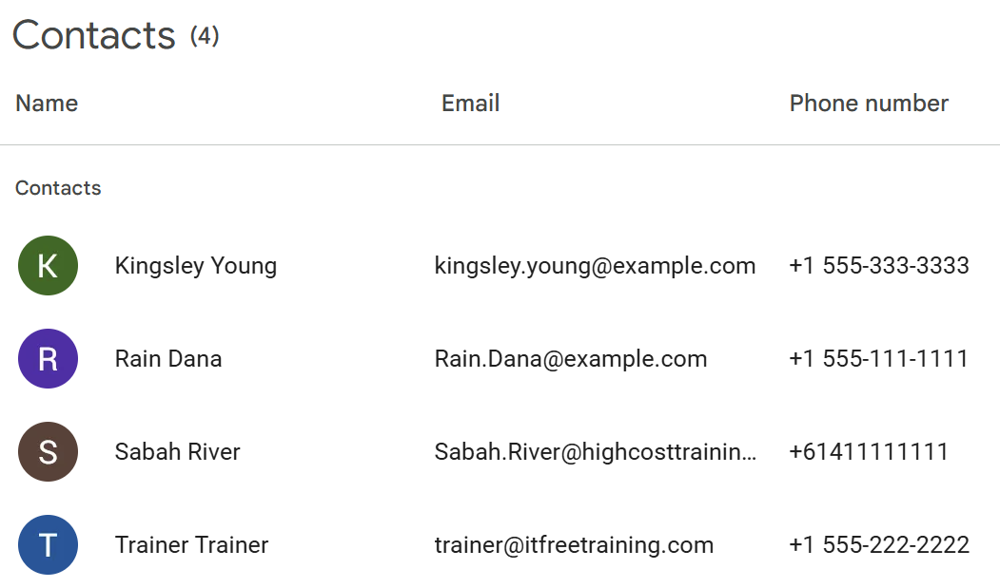 Contacts (4)
Name Email Phone number
Contacts
K Kingsley Young kingsley.young@example.com +1 555-333-3333
R Rain Dana Rain.Dana@example.com +1 555-111-1111
S Sabah River Sabah.River@highcosttrainin... +61411111111
T Trainer Trainer trainer@itfreetraining.com +1 555-222-2222